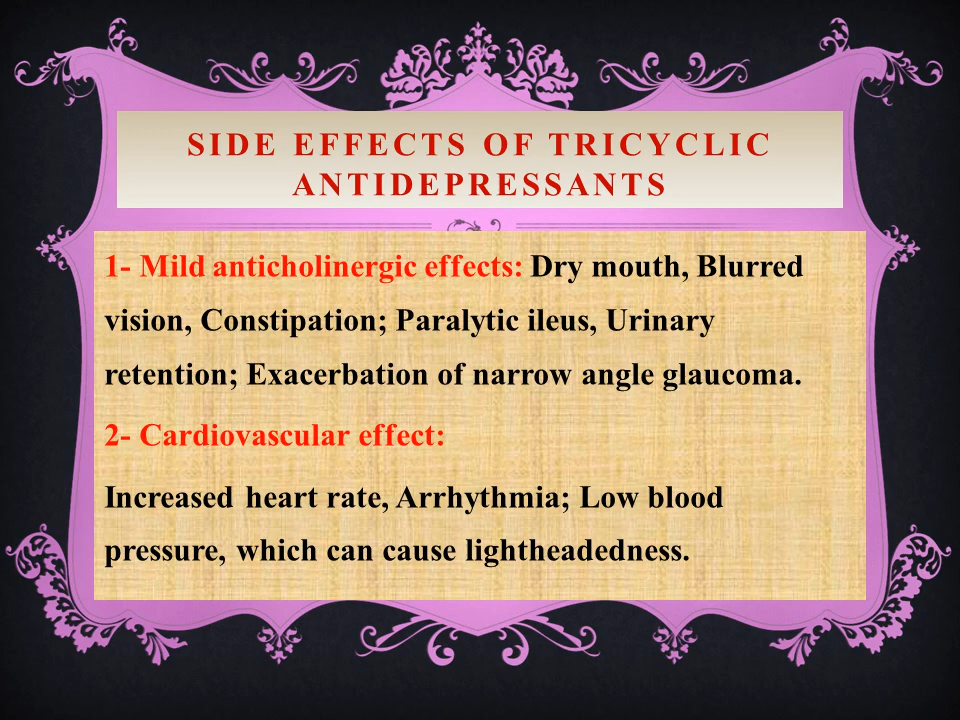 SIDE EFFECTS OF TRICYCLIC
ANTIDEPRESSANTS
1- Mild anticholinergic effects: Dry mouth, Blurred
vision, Constipation; Paralytic ileus, Urinary
retention; Exacerbation of narrow angle glaucoma.
2- Cardiovascular effect:
Increased heart rate, Arrhythmia; Low blood
pressure, which can cause lightheadedness.